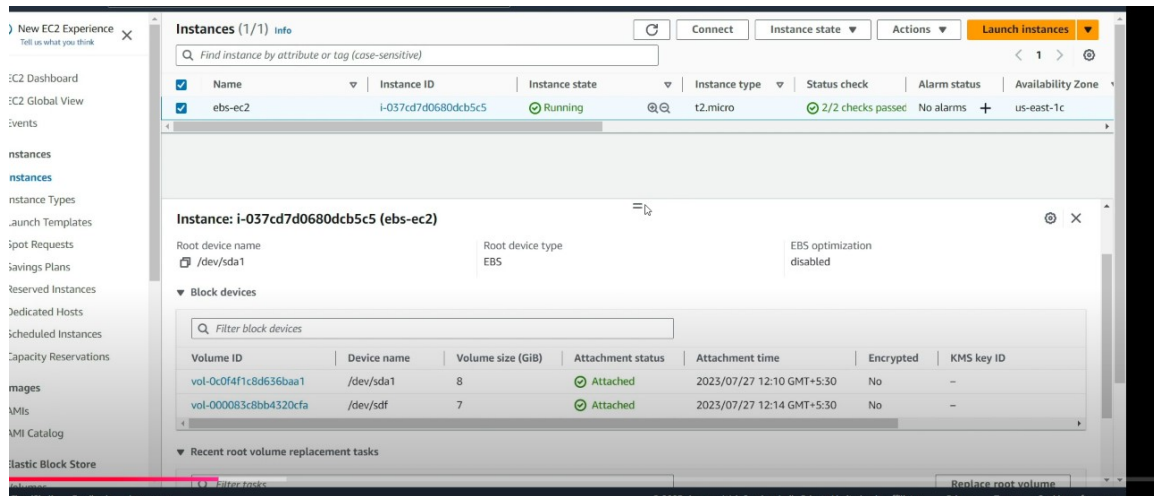 New EC2 Experience
Tell us what you think
EC2 Dashboard
EC2 Global View
Events
Instances
Instances
Instance Types
Launch Templates
Spot Requests
Savings Plans
Reserved Instances
Dedicated Hosts
Scheduled Instances
Capacity Reservations
Images
AMIs
AMI Catalog
Elastic Block Store
Volumes
Instances (1/1) Info
Connect Instance state Actions Launch instances
Find instance by attribute or tag (case-sensitive)
1
Name Instance ID Instance state Instance type Status check Alarm status Availability Zone
ebs-ec2 i-037cd7d0680dcb5c5 Running t2.micro 2/2 checks passed No alarms + us-east-1c
Instance: i-037cd7d0680dcb5c5 (ebs-ec2)
Root device name Root device type EBS optimization
/dev/sda1 EBS disabled
Block devices
Filter block devices
Volume ID Device name Volume size (GiB) Attachment status Attachment time Encrypted KMS key ID
vol-0c0f4f1c8d636baa1 /dev/sda1 8 Attached 2023/07/27 12:10 GMT+5:30 No –
vol-000083c8bb4320cfa /dev/sdf 7 Attached 2023/07/27 12:14 GMT+5:30 No –
Recent root volume replacement tasks
Filter tasks Replace root volume